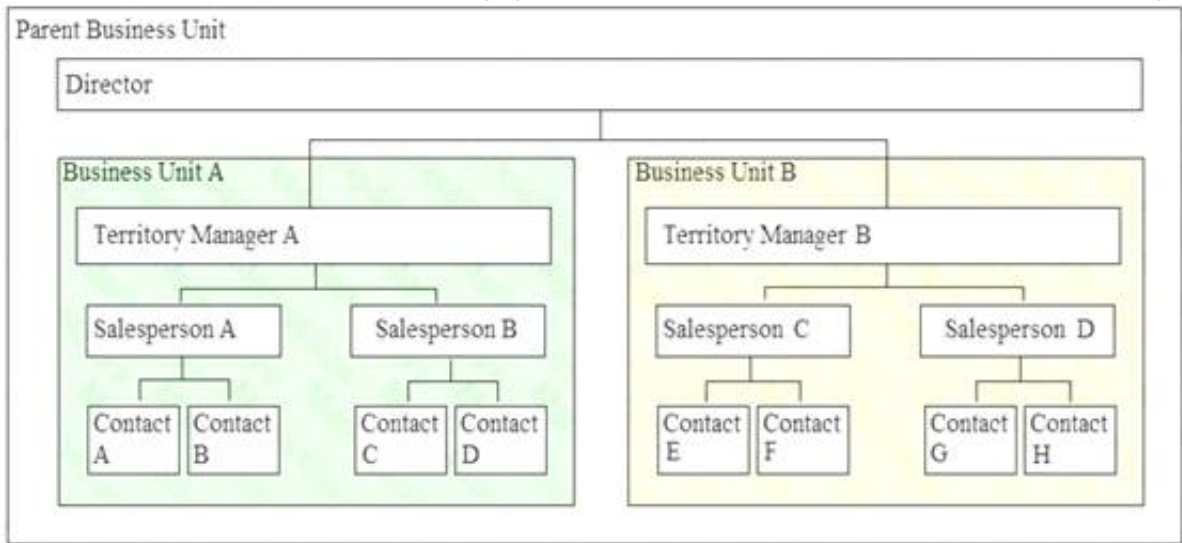 Parent Business Unit
Director
Business Unit A
Business Unit B
Territory Manager A
Territory Manager B
Salesperson A
Salesperson B
Salesperson C
Salesperson D
Contact
A
Contact
B
Contact
C
Contact
D
Contact
E
Contact
F
Contact
G
Contact
H